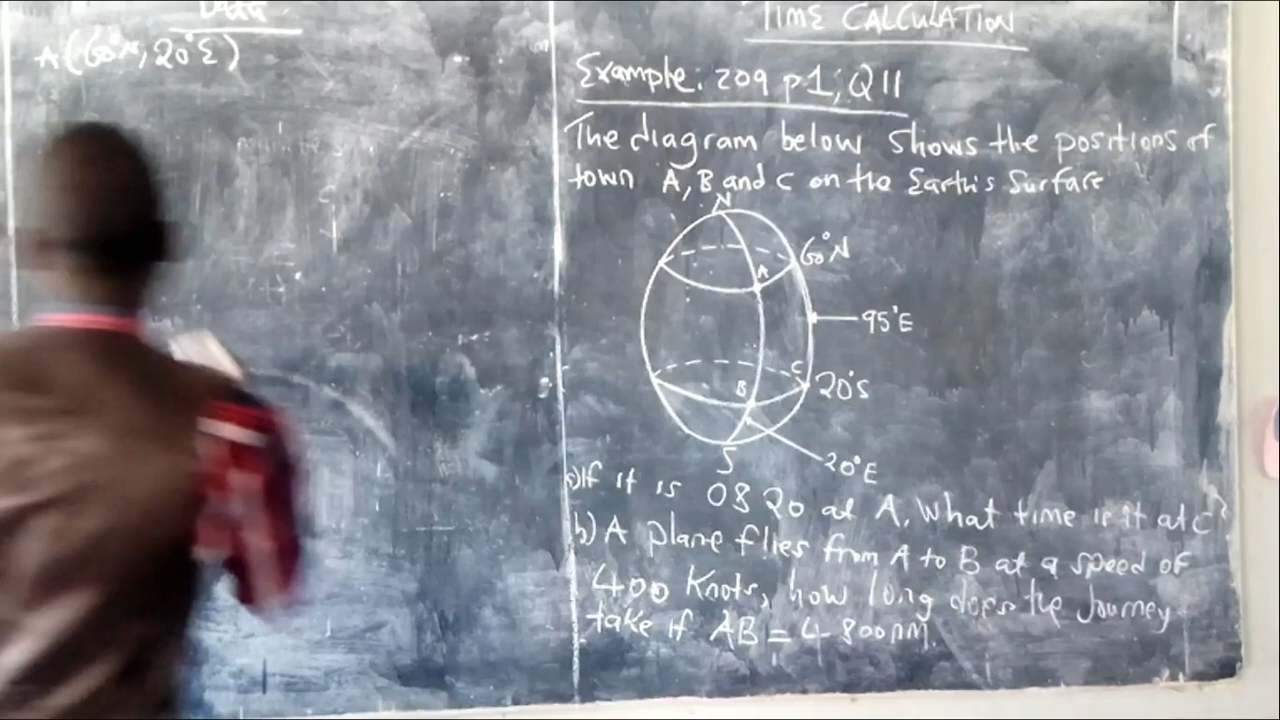 Data
A(60°N, 20°E)
TIME CALCULATION
Example: 209 p1; Q11
The diagram below shows the positions of
town A, B and C on the Earth's Surface
N
60°N
A
95°E
C
B
20°S
S
20°E
a) If it is 08 20 at A. What time is it at C?
b) A plane flies from A to B at a speed of
400 Knots, how long does the Journey
take if AB = 4 800nm.